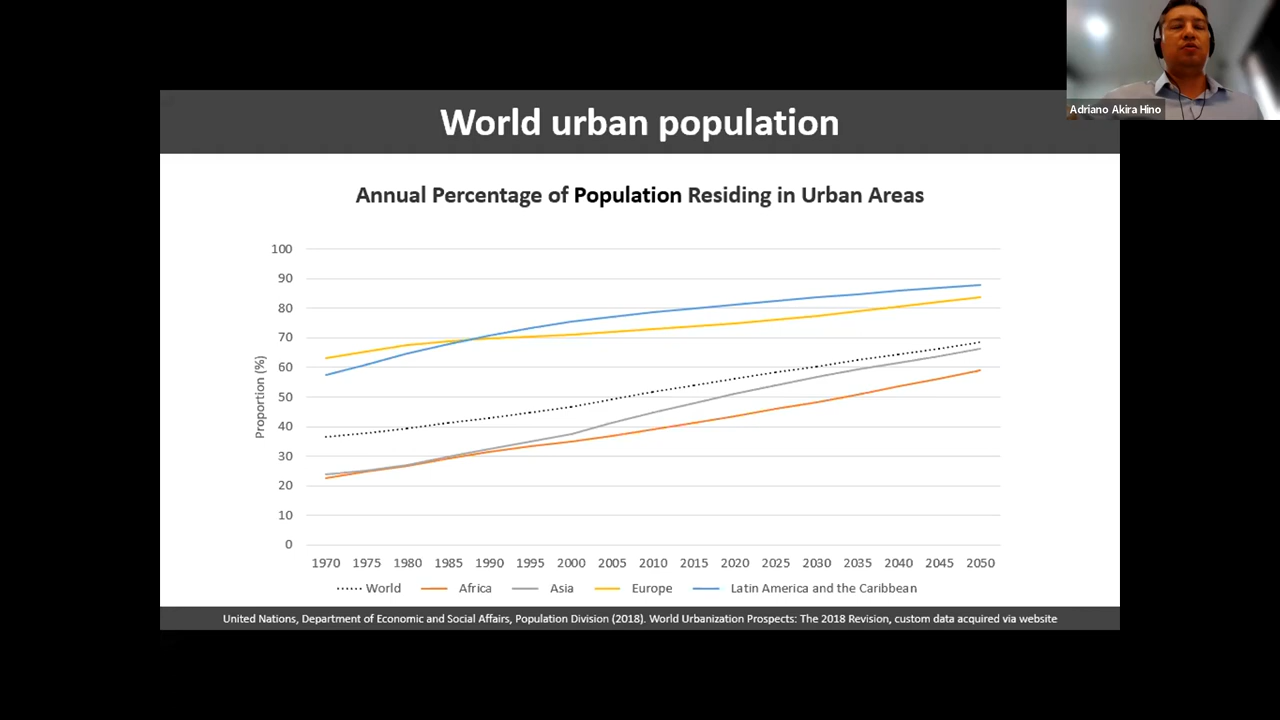 Adriano Akira Hino
World urban population
Annual Percentage of Population Residing in Urban Areas
Proportion (%)
100
90
80
70
60
50
40
30
20
10
0
1970 1975 1980 1985 1990 1995 2000 2005 2010 2015 2020 2025 2030 2035 2040 2045 2050
World Africa Asia Europe Latin America and the Caribbean
United Nations, Department of Economic and Social Affairs, Population Division (2018). World Urbanization Prospects: The 2018 Revision, custom data acquired via website